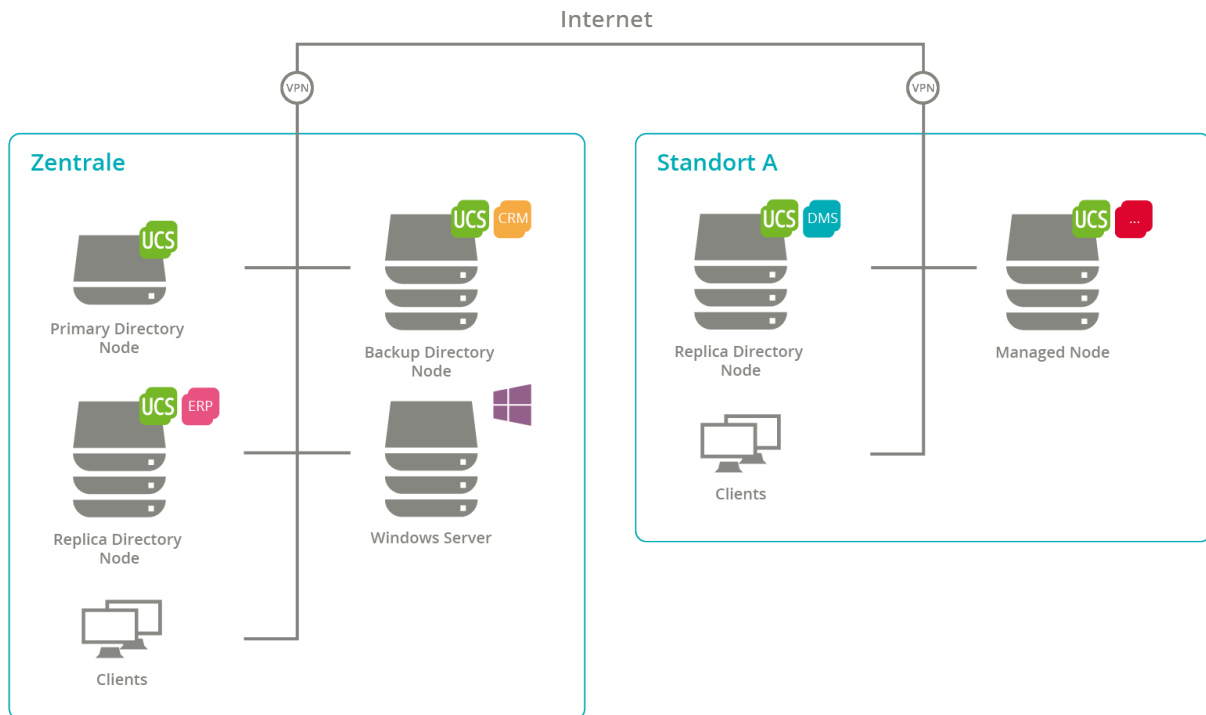 Internet
VPN
VPN
Zentrale
UCS
Primary Directory
Node
UCS
CRM
Backup Directory
Node
UCS
ERP
Replica Directory
Node
Windows Server
Clients
Standort A
UCS
DMS
Replica Directory
Node
UCS
...
Managed Node
Clients